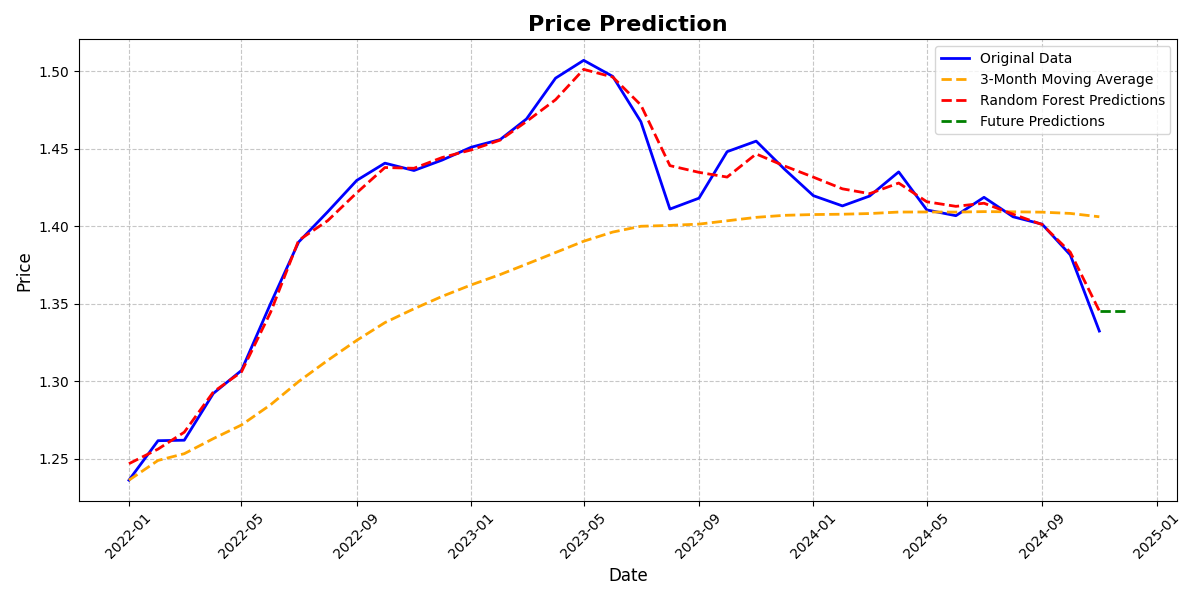 Price Prediction
Original Data
3-Month Moving Average
Random Forest Predictions
Future Predictions
Price
1.50
1.45
1.40
1.35
1.30
1.25
2022-01
2022-05
2022-09
2023-01
2023-05
2023-09
2024-01
2024-05
2024-09
2025-01
Date